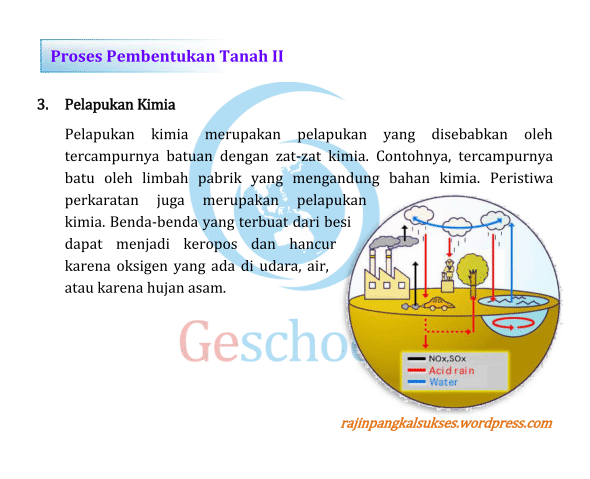 Proses Pembentukan Tanah II
3. Pelapukan Kimia
Pelapukan kimia merupakan pelapukan yang disebabkan oleh
tercampurnya batuan dengan zat-zat kimia. Contohnya, tercampurnya
batu oleh limbah pabrik yang mengandung bahan kimia. Peristiwa
perkaratan juga merupakan pelapukan
kimia. Benda-benda yang terbuat dari besi
dapat menjadi keropos dan hancur
karena oksigen yang ada di udara, air,
atau karena hujan asam.
Geschoo
NOx,SOx
Acid rain
Water
rajinpangkalsukses.wordpress.com